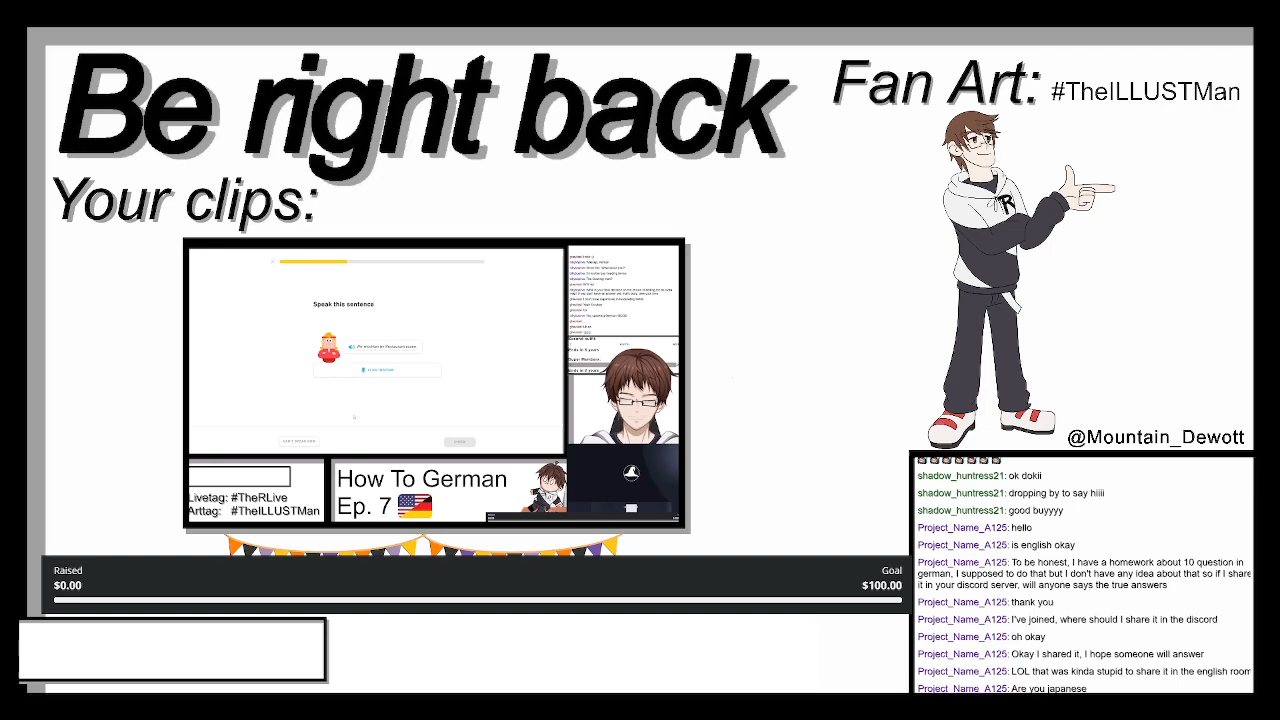 Be right back
Fan Art: #TheILLUSTMan
Your clips:
Speak this sentence
CAN'T SPEAK NOW
Livetag: #TheRLive
Arttag: #TheILLUSTMan
How To German
Ep. 7
R
@Mountain_Dewott
Raised
$0.00
Goal
$100.00
shadow_huntress21: ok dokii
shadow_huntress21: dropping by to say hiiii
shadow_huntress21: good buyyyy
Project_Name_A125: hello
Project_Name_A125: is english okay
Project_Name_A125: To be honest, I have a homework about 10 question in
german, I supposed to do that but I don't have any idea about that so if I share
it in your discord server, will anyone says the true answers
Project_Name_A125: thank you
Project_Name_A125: I've joined, where should I share it in the discord
Project_Name_A125: oh okay
Project_Name_A125: Okay I shared it, I hope someone will answer
Project_Name_A125: LOL that was kinda stupid to share it in the english room
Project_Name_A125: Are you japanese